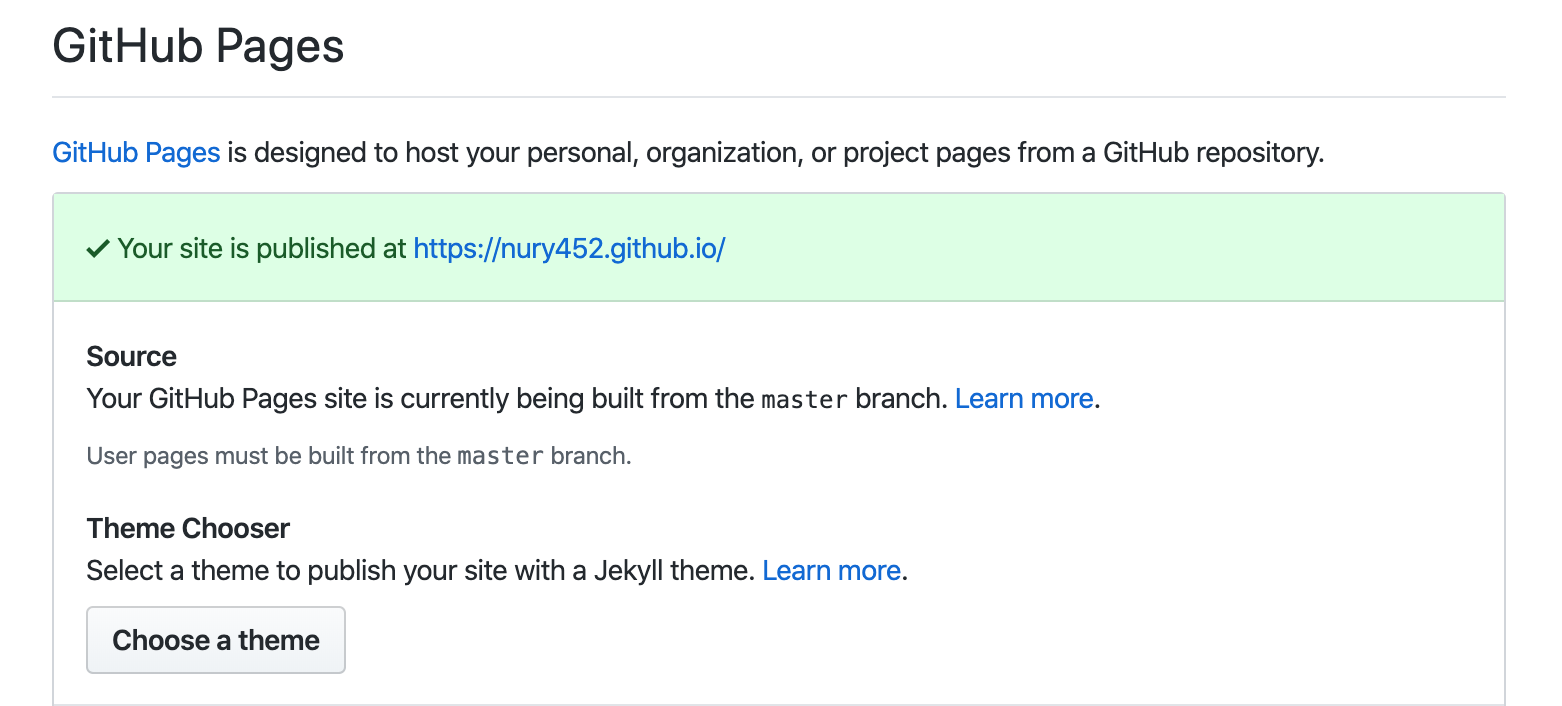 GitHub Pages
GitHub Pages is designed to host your personal, organization, or project pages from a GitHub repository.
Your site is published at https://nury452.github.io/
Source
Your GitHub Pages site is currently being built from the master branch. Learn more.
User pages must be built from the master branch.
Theme Chooser
Select a theme to publish your site with a Jekyll theme. Learn more.
Choose a theme